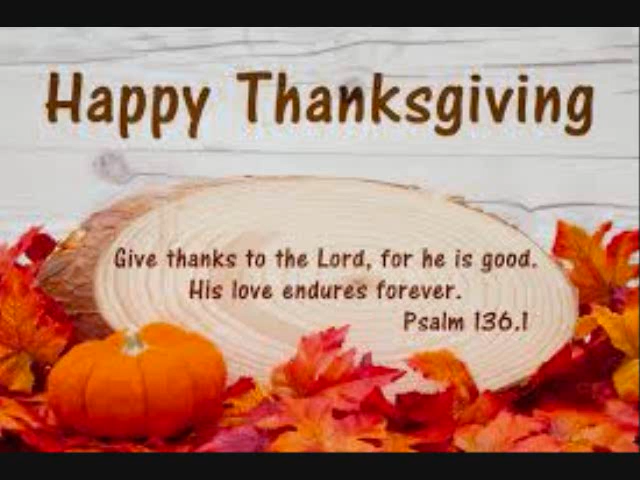 Happy Thanksgiving
Give thanks to the Lord, for he is good.
His love endures forever.
Psalm 136.1